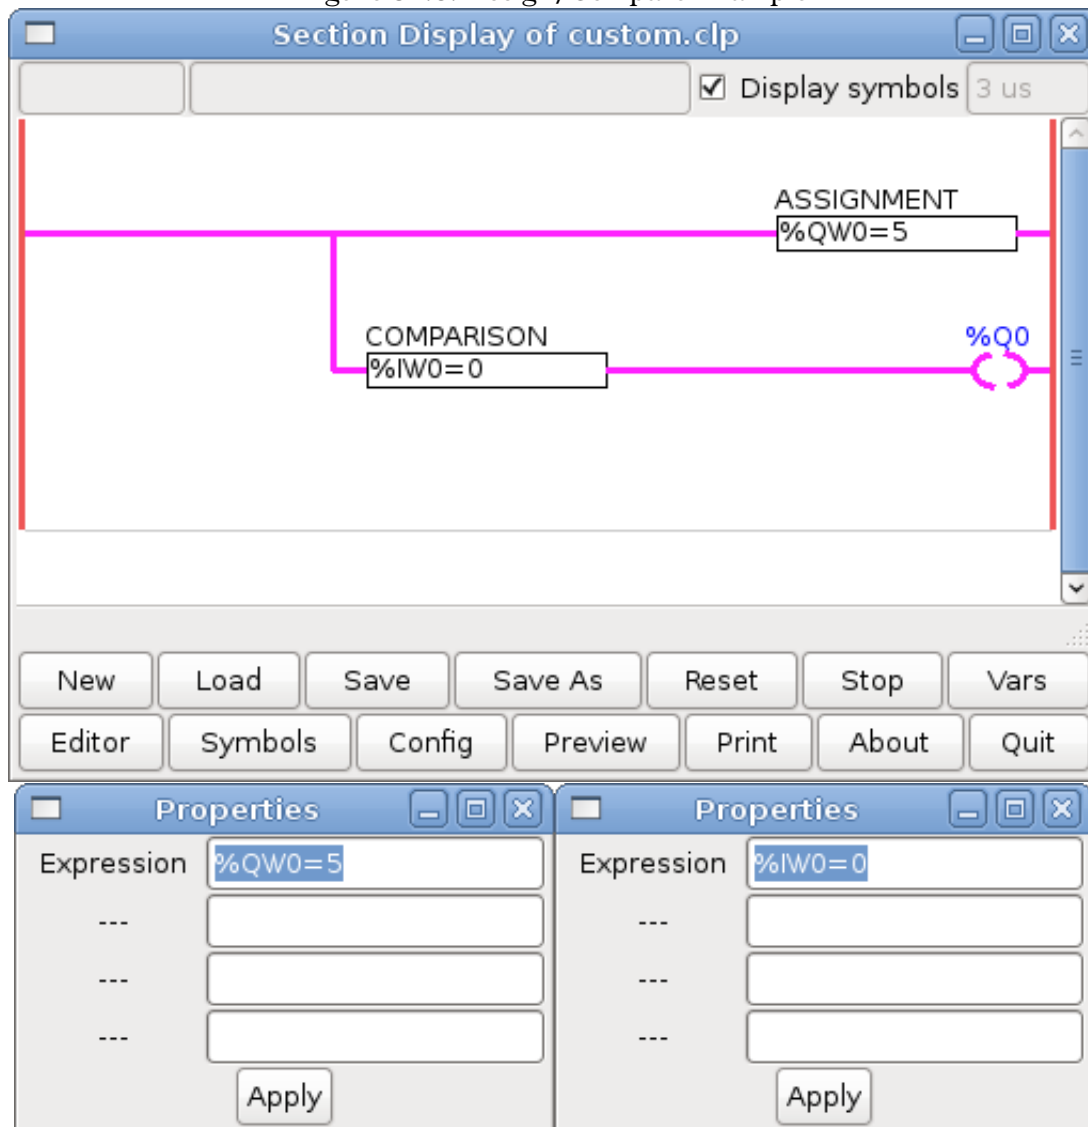 Section Display of custom.clp
Display symbols 3 us
ASSIGNMENT
%QW0=5
COMPARISON %Q0
%IW0=0
New Load Save Save As Reset Stop Vars
Editor Symbols Config Preview Print About Quit
Properties Properties
Expression %QW0=5 Expression %IW0=0
--- ---
--- ---
--- ---
Apply Apply